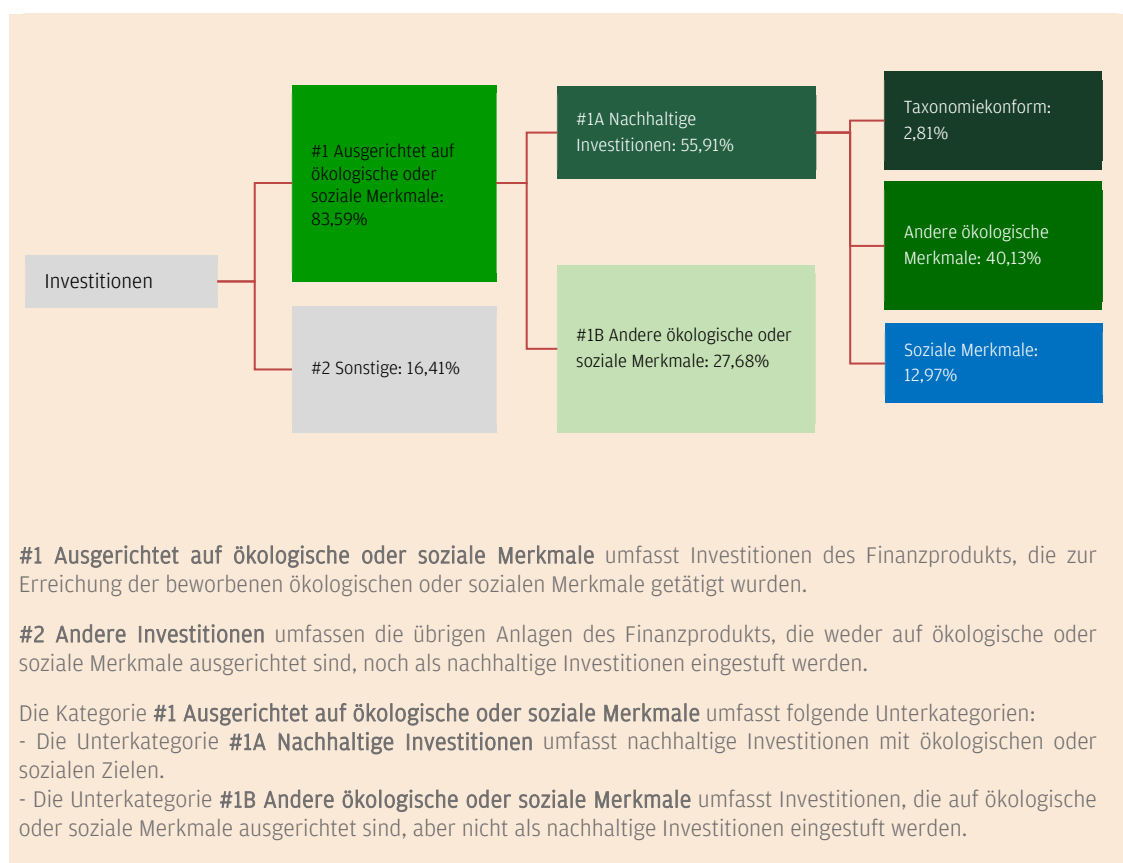 Investitionen
#1 Ausgerichtet auf
ökologische oder
soziale Merkmale:
83,59%
#2 Sonstige: 16,41%
#1A Nachhaltige
Investitionen: 55,91%
#1B Andere ökologische oder
soziale Merkmale: 27,68%
Taxonomiekonform:
2,81%
Andere ökologische
Merkmale: 40,13%
Soziale Merkmale:
12,97%
#1 Ausgerichtet auf ökologische oder soziale Merkmale umfasst Investitionen des Finanzprodukts, die zur
Erreichung der beworbenen ökologischen oder sozialen Merkmale getätigt wurden.
#2 Andere Investitionen umfassen die übrigen Anlagen des Finanzprodukts, die weder auf ökologische oder
soziale Merkmale ausgerichtet sind, noch als nachhaltige Investitionen eingestuft werden.
Die Kategorie #1 Ausgerichtet auf ökologische oder soziale Merkmale umfasst folgende Unterkategorien:
- Die Unterkategorie #1A Nachhaltige Investitionen umfasst nachhaltige Investitionen mit ökologischen oder
sozialen Zielen.
- Die Unterkategorie #1B Andere ökologische oder soziale Merkmale umfasst Investitionen, die auf ökologische
oder soziale Merkmale ausgerichtet sind, aber nicht als nachhaltige Investitionen eingestuft werden.